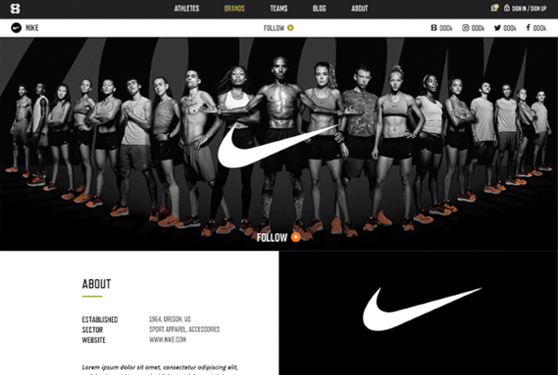 ATHLETES BRANDS TEAMS BLOG ABOUT SIGN IN / SIGN UP
NIKE FOLLOW 000k 000k 000k 000k
FOLLOW
ABOUT
ESTABLISHED 1964, OREGON, US
SECTOR SPORT APPAREL, ACCESSORIES
WEBSITE WWW.NIKE.COM
Lorem ipsum dolor sit amet, consectetur adipiscing elit,